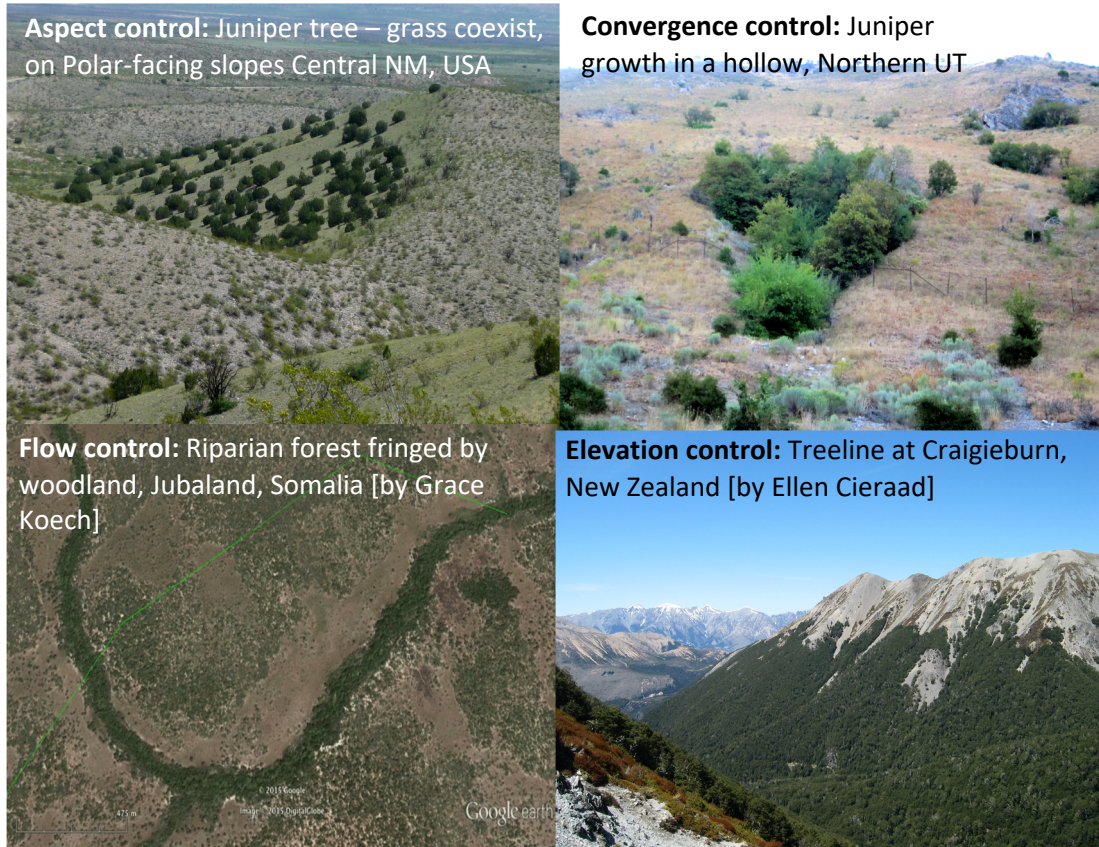 Aspect control: Juniper tree – grass coexist,
on Polar-facing slopes Central NM, USA
Convergence control: Juniper
growth in a hollow, Northern UT
Flow control: Riparian forest fringed by
woodland, Jubaland, Somalia [by Grace
Koech]
Elevation control: Treeline at Craigieburn,
New Zealand [by Ellen Cieraad]
© 2015 Google
Image © 2015 DigitalGlobe
475 m
Google earth